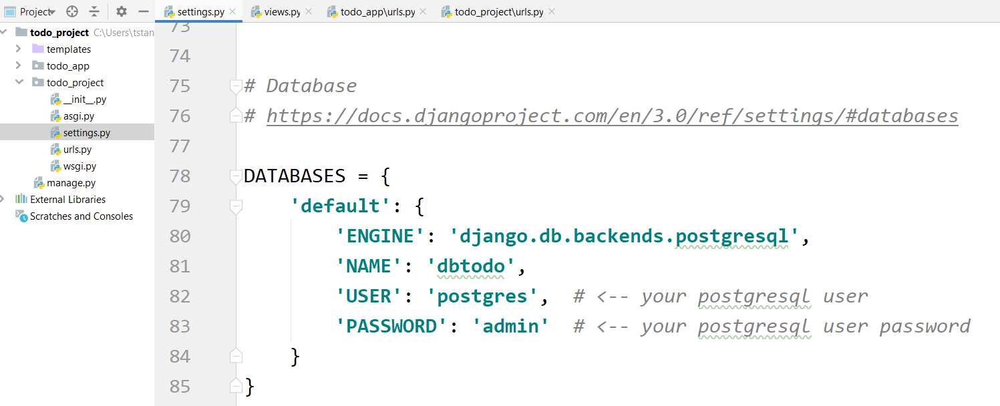 Project
settings.py
views.py
todo_app\urls.py
todo_project\urls.py
todo_project C:\Users\tstan
templates
todo_app
todo_project
__init__.py
asgi.py
settings.py
urls.py
wsgi.py
manage.py
External Libraries
Scratches and Consoles
73
74
75 # Database
76 # https://docs.djangoproject.com/en/3.0/ref/settings/#databases
77
78 DATABASES = {
79 'default': {
80 'ENGINE': 'django.db.backends.postgresql',
81 'NAME': 'dbtodo',
82 'USER': 'postgres', # <-- your postgresql user
83 'PASSWORD': 'admin' # <-- your postgresql user password
84 }
85 }